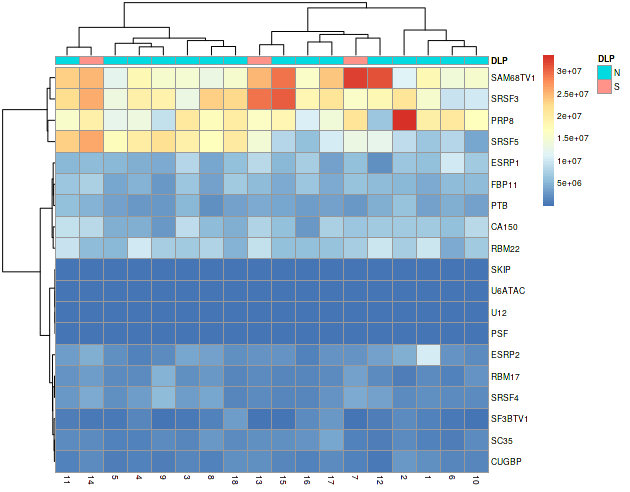 DLP
SAM68TV1
SRSF3
PRP8
SRSF5
ESRP1
FBP11
PTB
CA150
RBM22
SKIP
U6ATAC
U12
PSF
ESRP2
RBM17
SRSF4
SF3BTV1
SC35
CUGBP
11 14 5 4 9 3 8 18 13 15 16 17 7 12 2 1 6 10
3e+07
2.5e+07
2e+07
1.5e+07
1e+07
5e+06
DLP
N
S